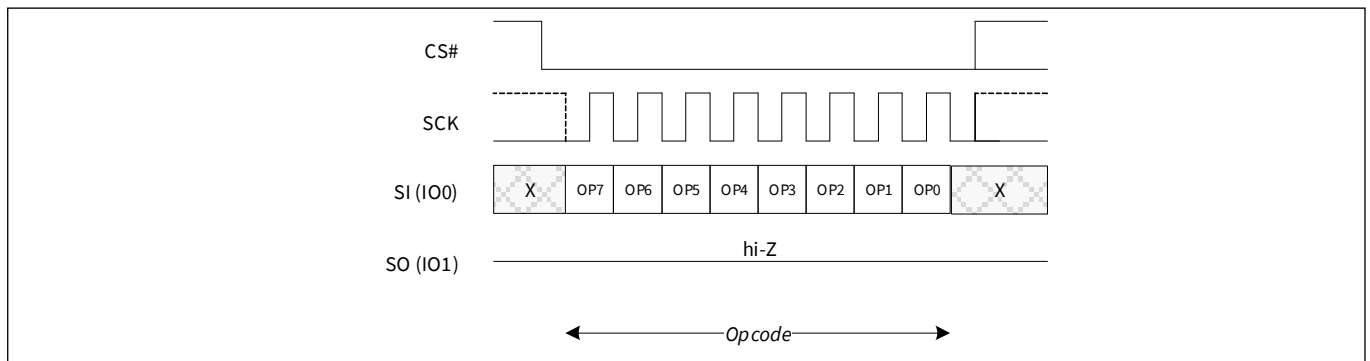 CS#
SCK
SI (IO0) X OP7 OP6 OP5 OP4 OP3 OP2 OP1 OP0 X
hi-Z
SO (IO1)
Opcode